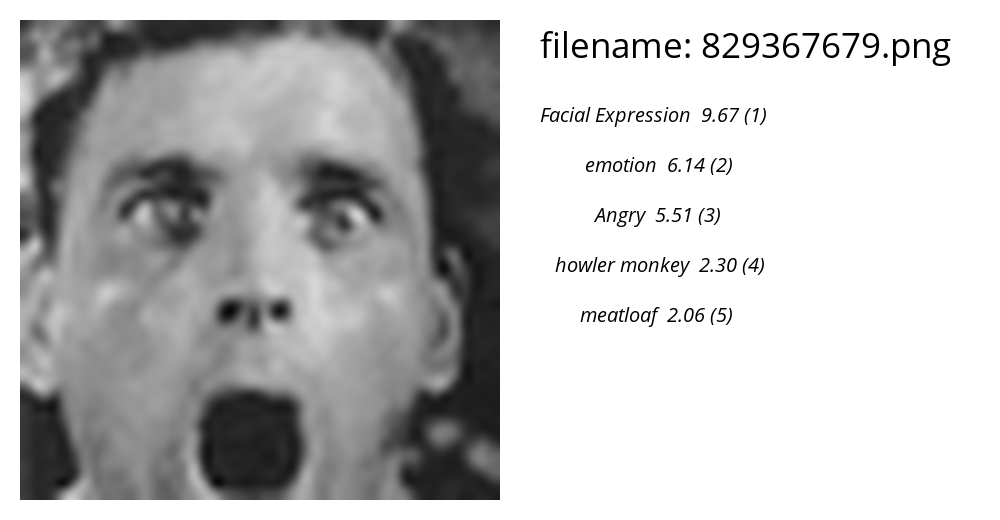 filename: 829367679.png
Facial Expression 9.67 (1)
emotion 6.14 (2)
Angry 5.51 (3)
howler monkey 2.30 (4)
meatloaf 2.06 (5)